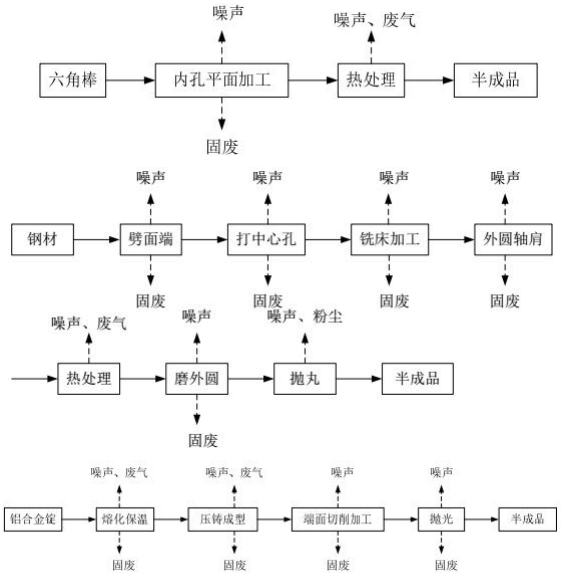 噪声 噪声、废气
六角棒 内孔平面加工 热处理 半成品
固废
噪声 噪声 噪声 噪声
钢材 劈面端 打中心孔 铣床加工 外圆轴肩
固废 固废 固废 固废
噪声、废气 噪声 噪声、粉尘
热处理 磨外圆 抛丸 半成品
固废
噪声、废气 噪声、废气 噪声 噪声
铝合金锭 熔化保温 压铸成型 端面切削加工 抛光 半成品
固废 固废 固废 固废